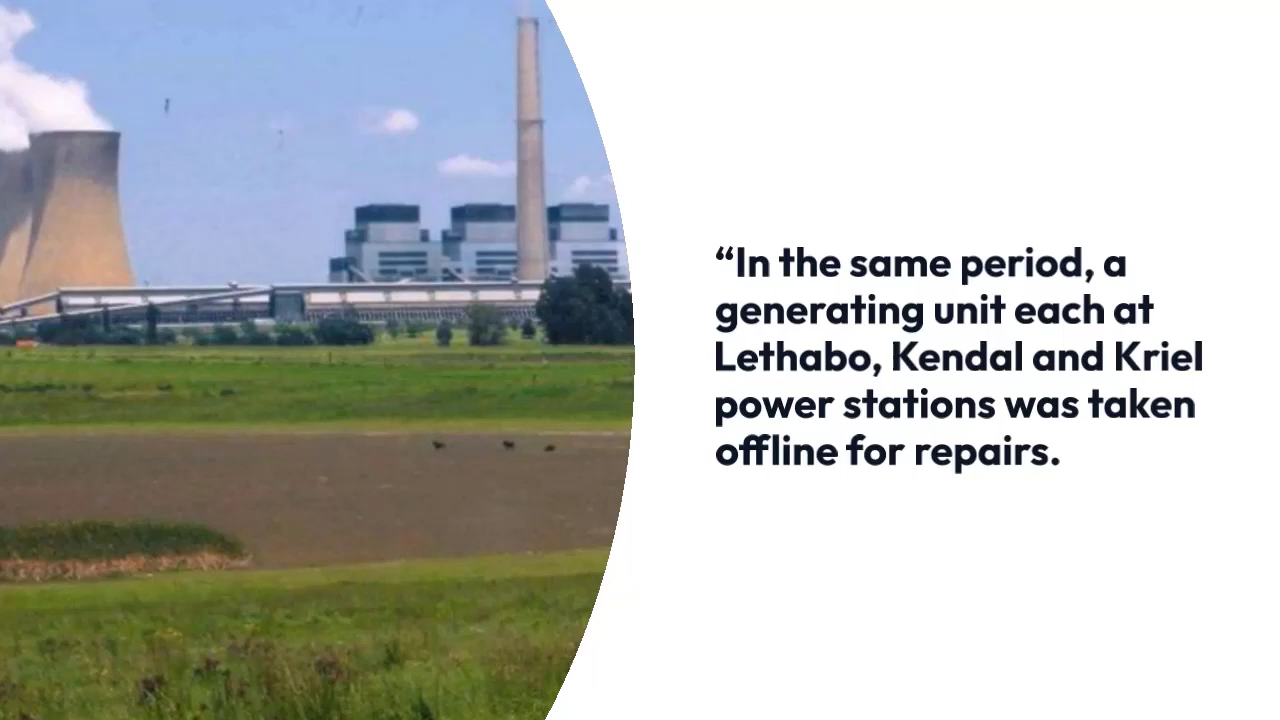 “In the same period, a
generating unit each at
Lethabo, Kendal and Kriel
power stations was taken
offline for repairs.